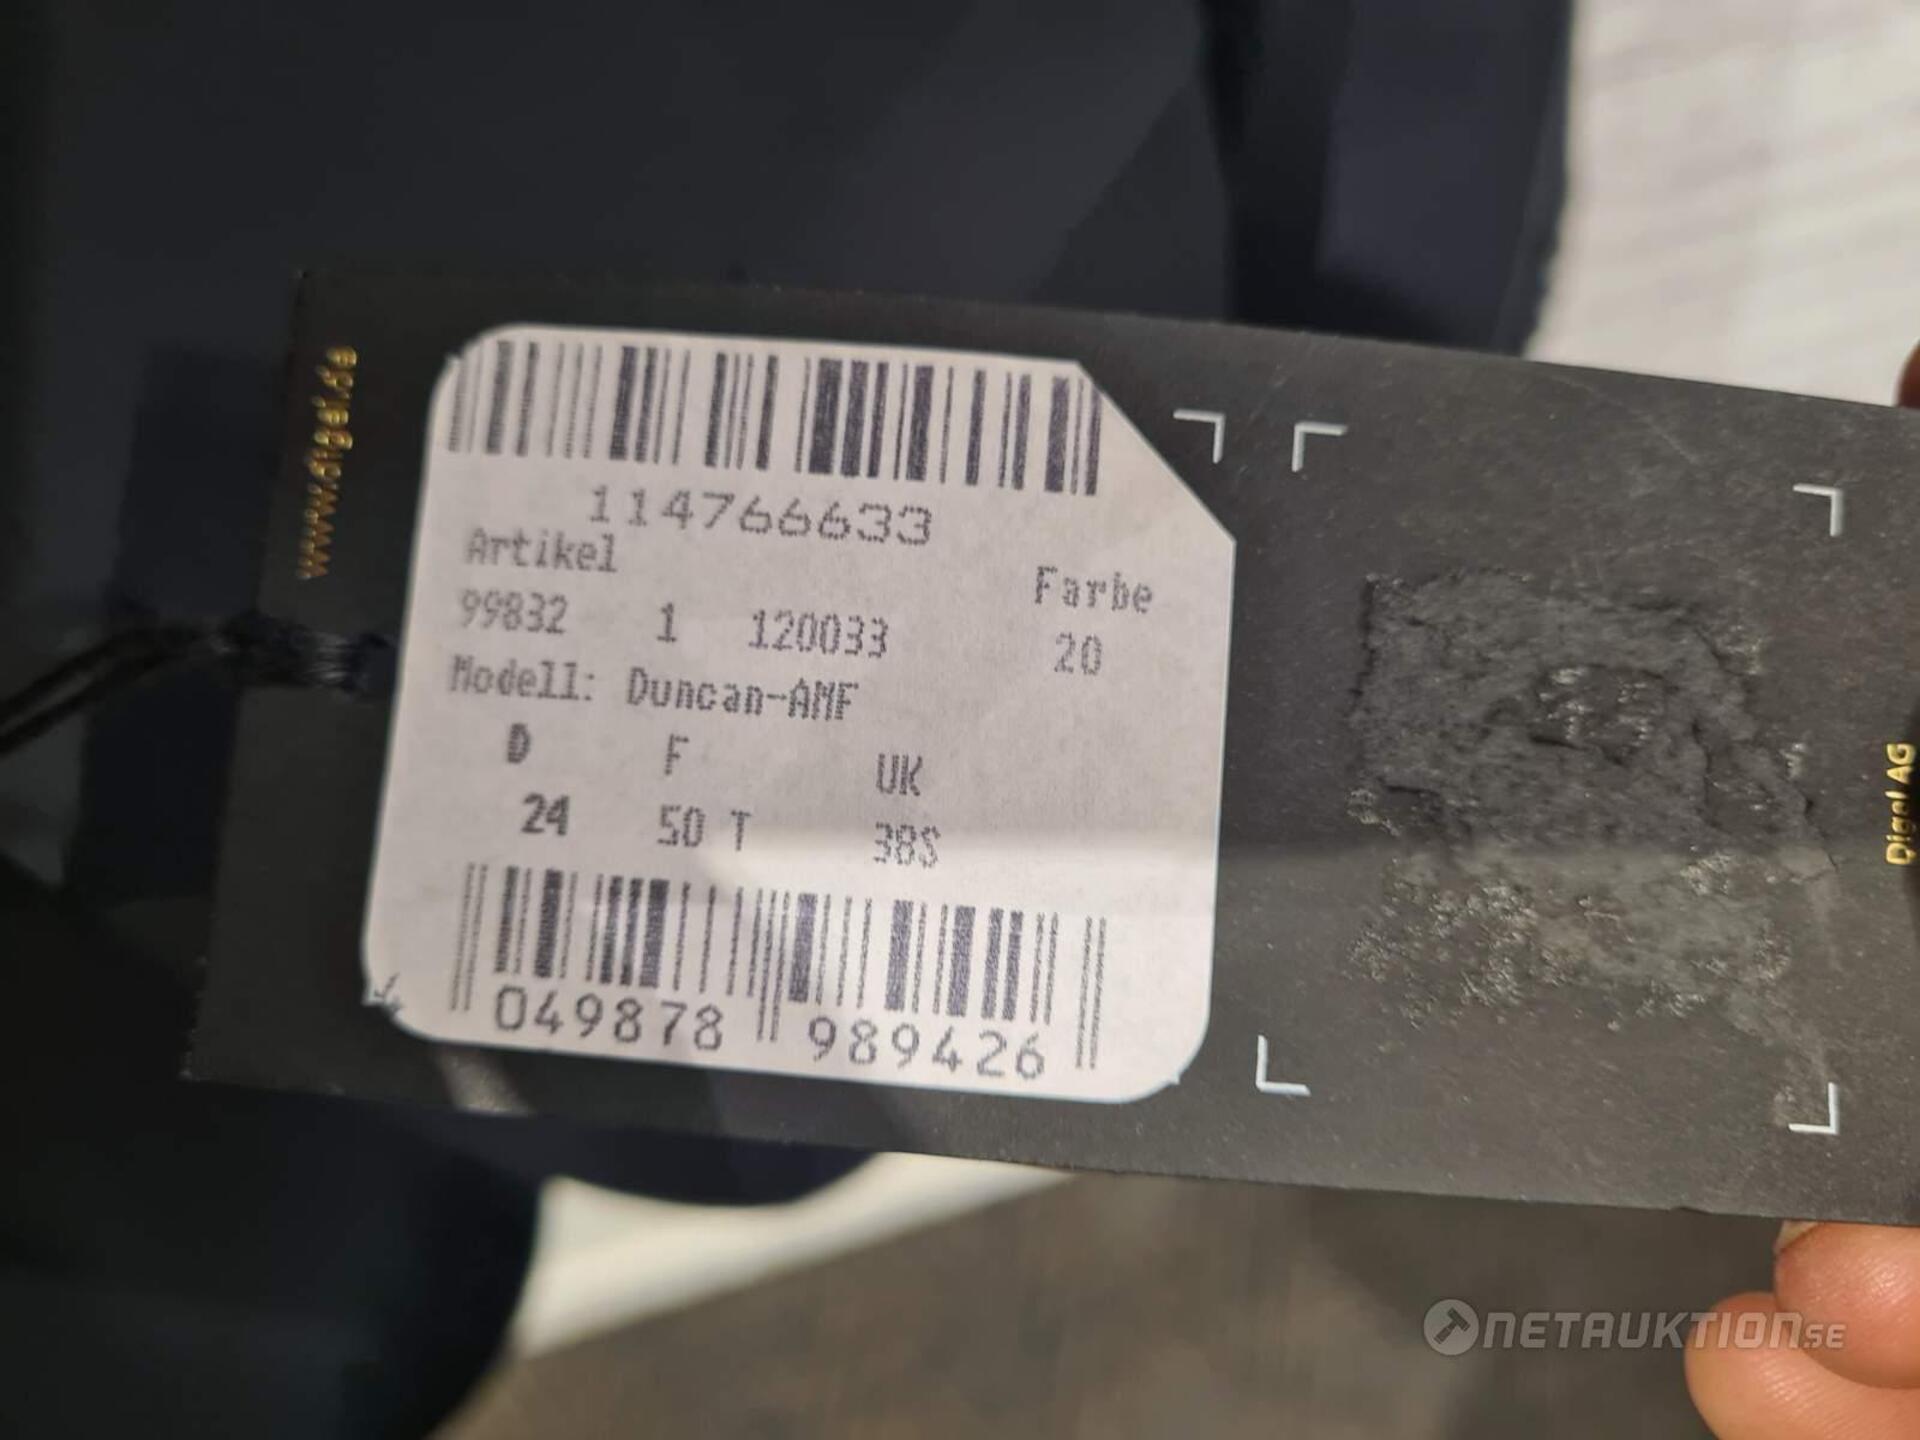 www.digel.de
114766633
Artikel
Farbe
99832 1 120033 20
Modell: Duncan-AMF
D F UK
24 50 T 38S
049878 989426
Digel AG
NETAUKTION.SE